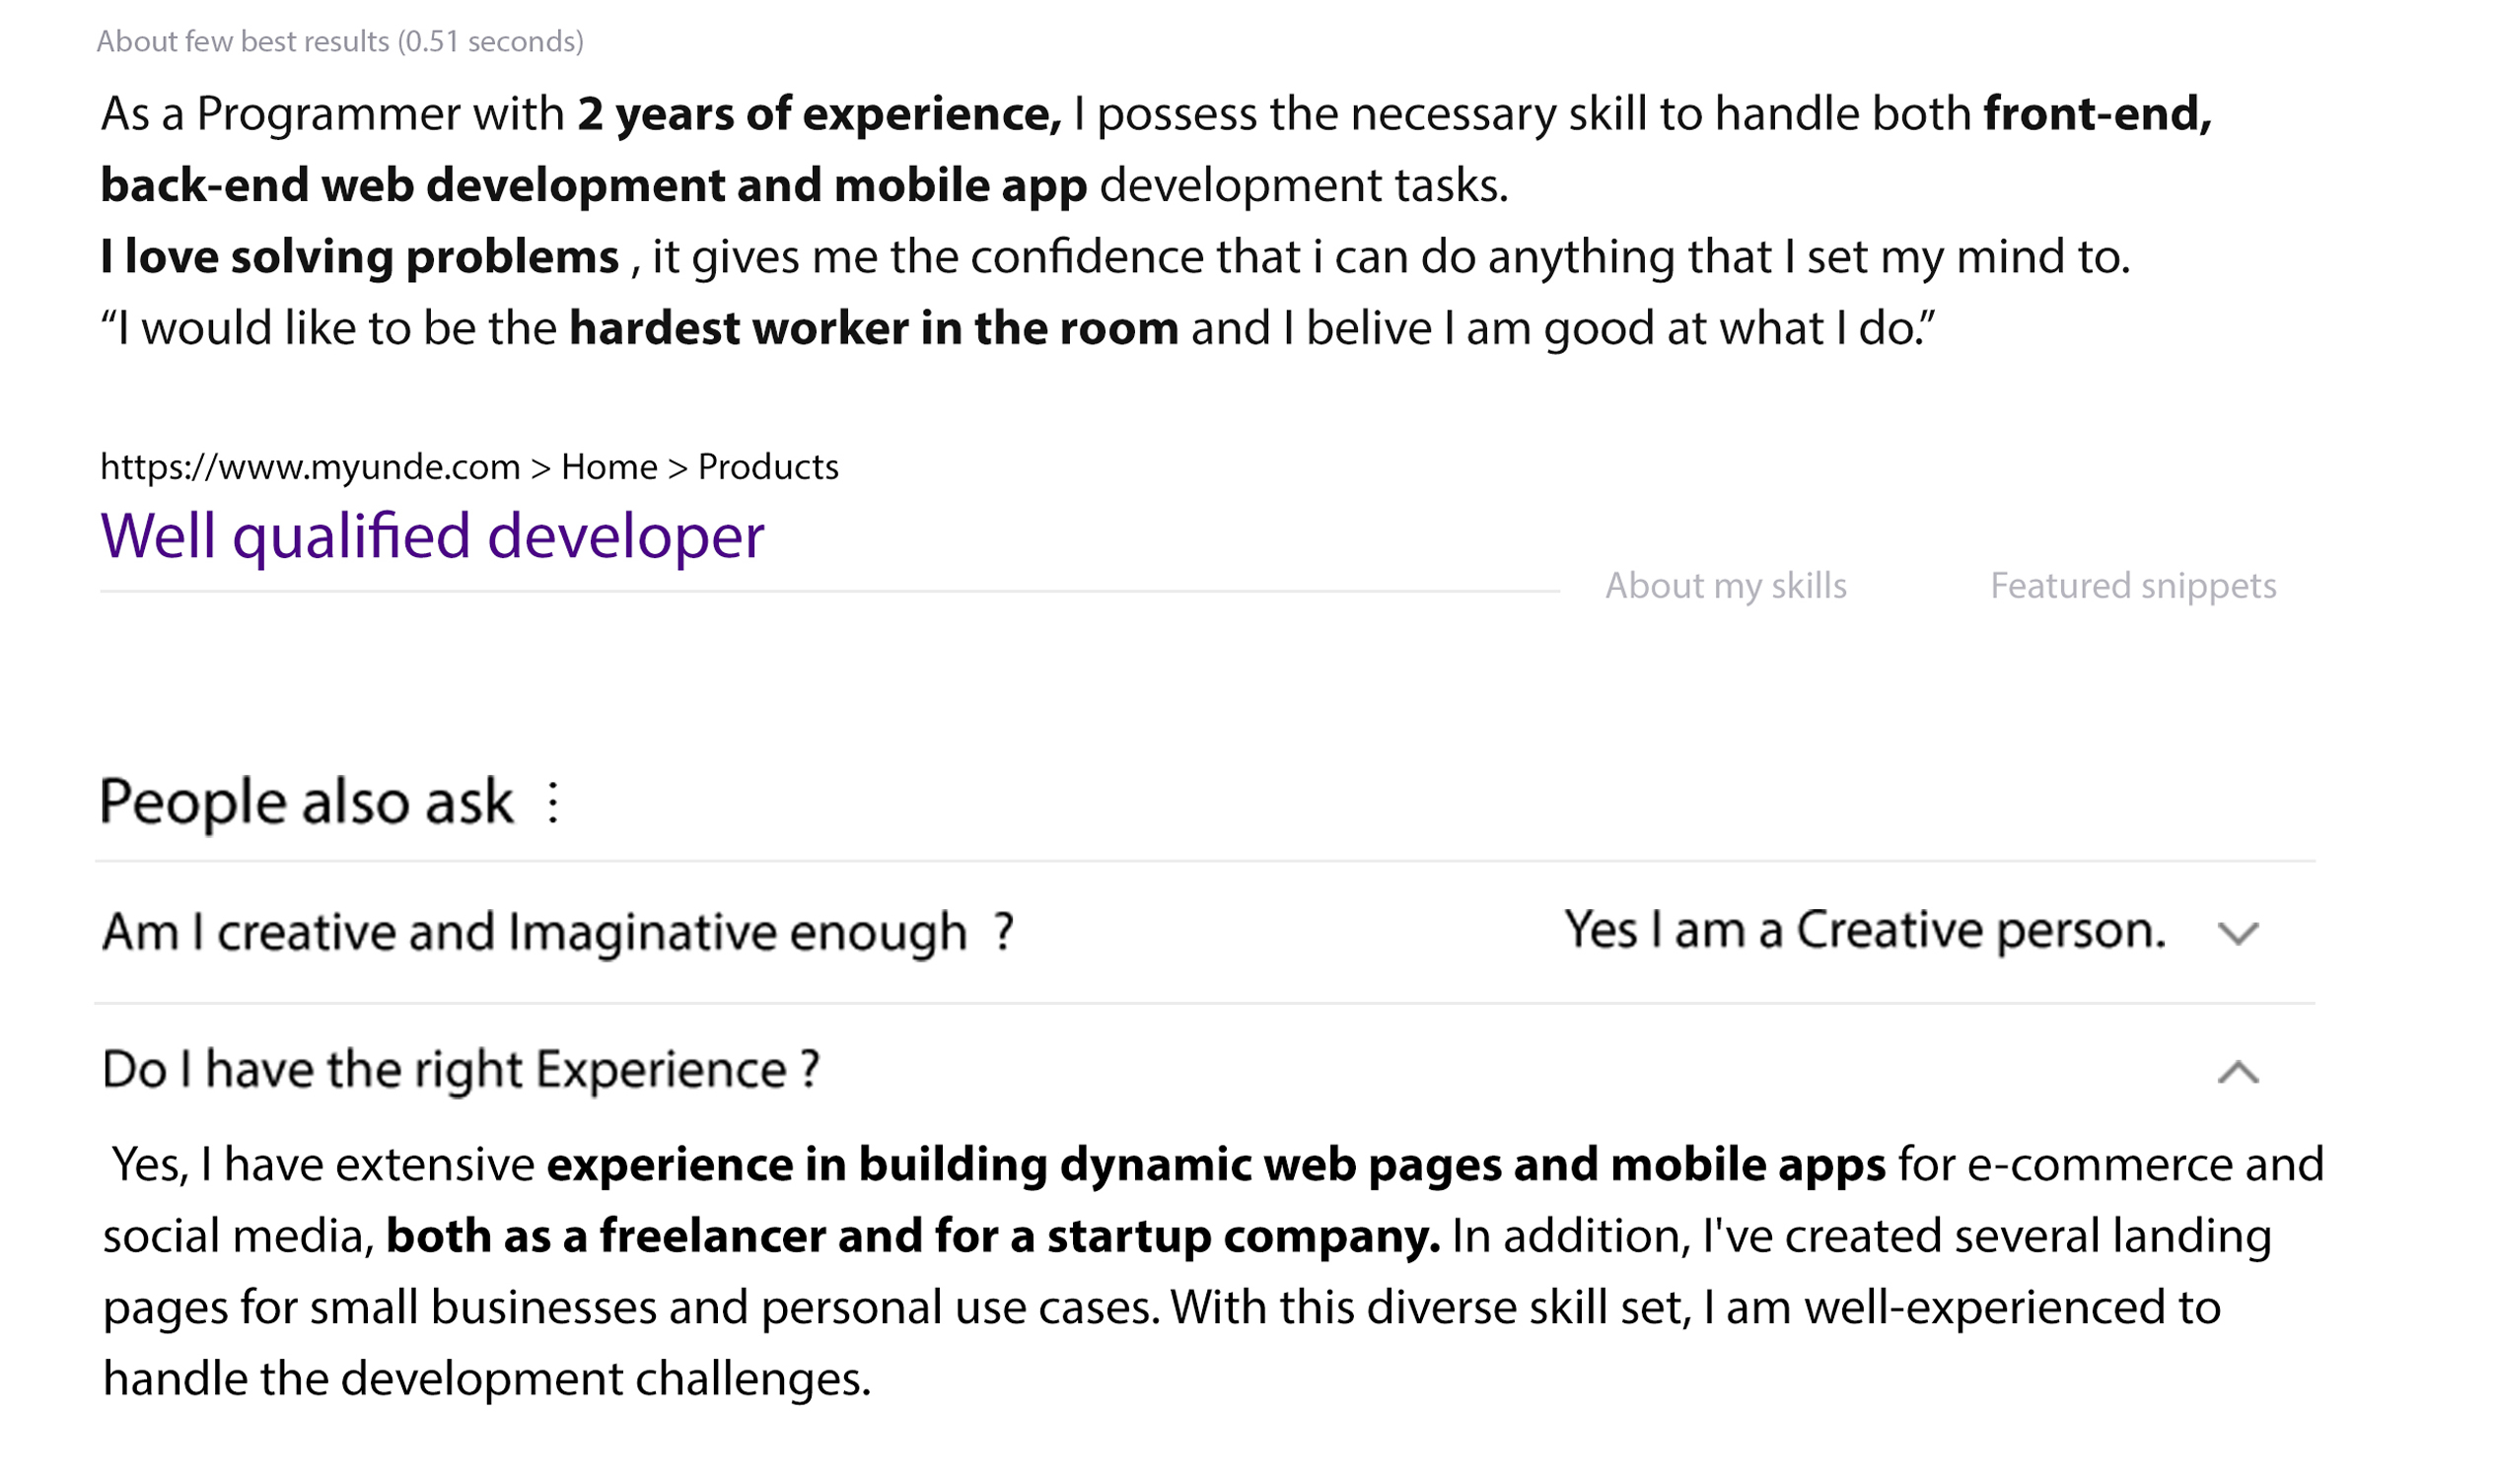 About few best results (0.51 seconds)
As a Programmer with 2 years of experience, I possess the necessary skill to handle both front-end,
back-end web development and mobile app development tasks.
I love solving problems , it gives me the confidence that i can do anything that I set my mind to.
“I would like to be the hardest worker in the room and I belive I am good at what I do.”
https://www.myunde.com > Home > Products
Well qualified developer
About my skills
Featured snippets
People also ask ⋮
Am I creative and Imaginative enough ?
Yes I am a Creative person.
Do I have the right Experience ?
Yes, I have extensive experience in building dynamic web pages and mobile apps for e-commerce and
social media, both as a freelancer and for a startup company. In addition, I've created several landing
pages for small businesses and personal use cases. With this diverse skill set, I am well-experienced to
handle the development challenges.